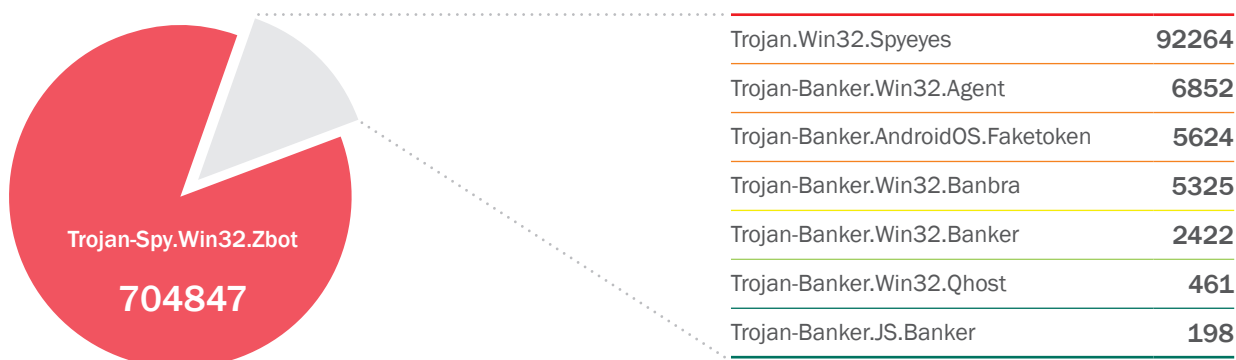 Trojan-Spy.Win32.Zbot
704847
Trojan.Win32.Spyeyes 92264
Trojan-Banker.Win32.Agent 6852
Trojan-Banker.AndroidOS.Faketoken 5624
Trojan-Banker.Win32.Banbra 5325
Trojan-Banker.Win32.Banker 2422
Trojan-Banker.Win32.Qhost 461
Trojan-Banker.JS.Banker 198